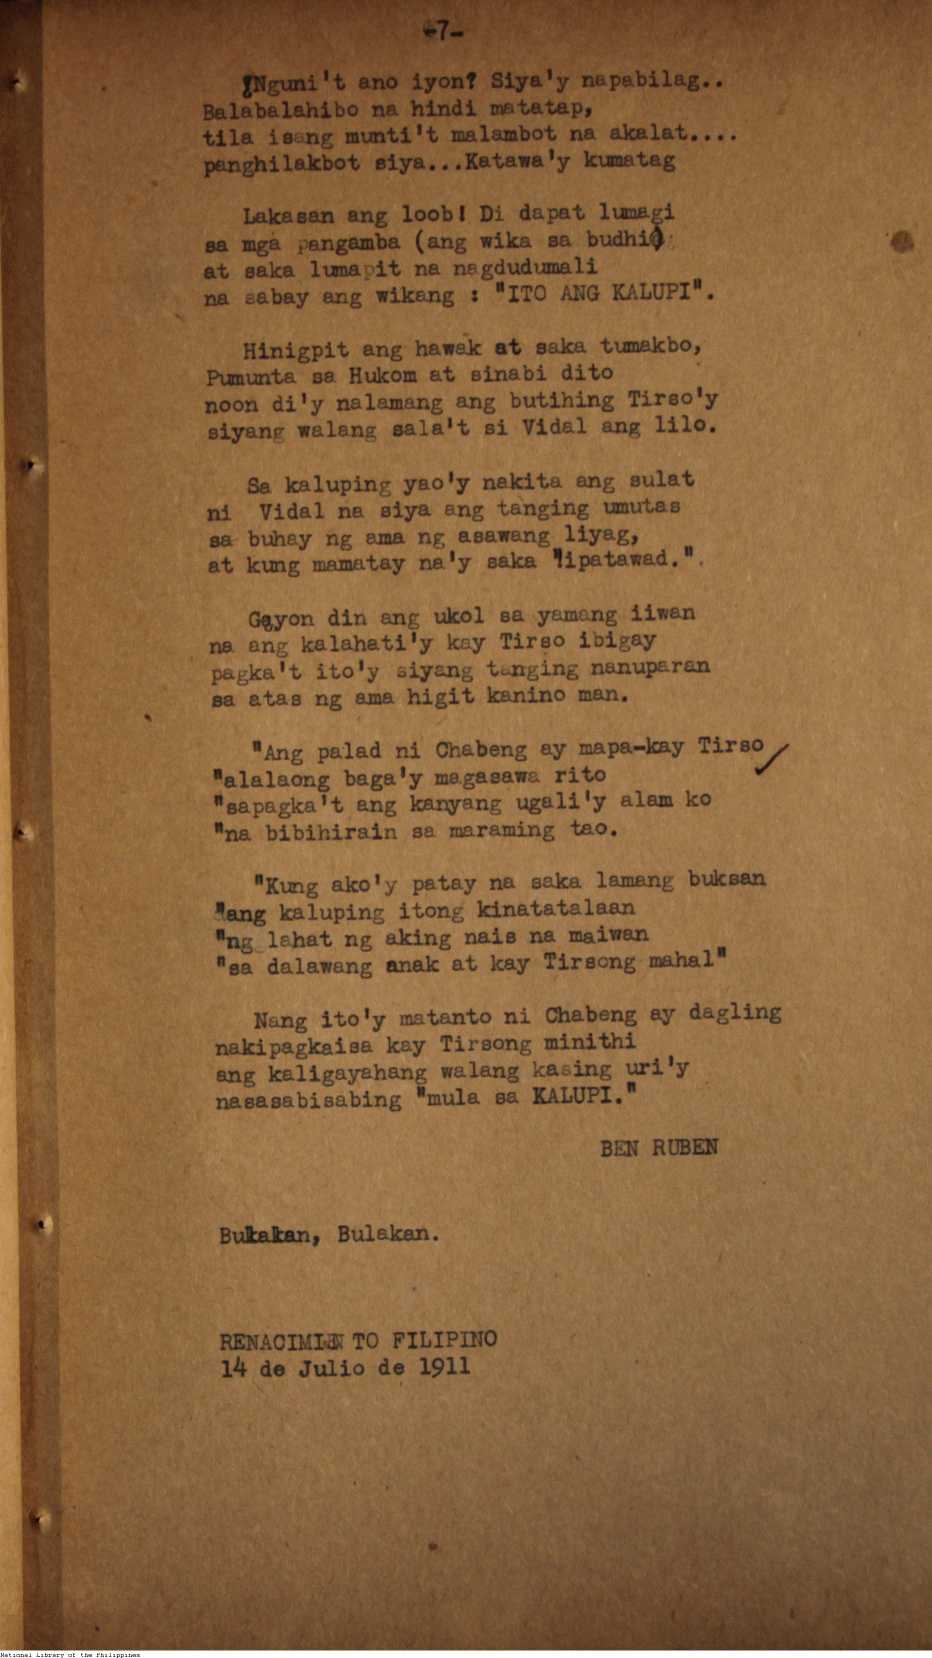 -7-
"Nguni't ano iyon? Siya'y napabilag..
Balabalahibo na hindi matatap,
tila isang munti't malambot na akalat....
panghilakbot siya...Katawa'y kumatag
Lakasan ang loob! Di dapat lumagi
sa mga pangamba (ang wika sa budhi)
at saka lumapit na nagdudumali
na sabay ang wikang : "ITO ANG KALUPI".
Hinigpit ang hawak at saka tumakbo,
Pumunta sa Hukom at sinabi dito
noon di'y nalamang ang butihing Tirso'y
siyang walang sala't si Vidal ang lilo.
Sa kaluping yao'y nakita ang sulat
ni Vidal na siya ang tanging umutas
sa buhay ng ama ng asawang liyag,
at kung mamatay na'y saka "ipatawad.".
Gayon din ang ukol sa yamang iiwan
na ang kalahati'y kay Tirso ibigay
pagka't ito'y siyang tanging nanuparan
sa atas ng ama higit kanino man.
"Ang palad ni Chabeng ay mapa-kay Tirso
"alalaong baga'y magasawa rito
"sapagka't ang kanyang ugali'y alam ko
"na bibihirain sa maraming tao.
"Kung ako'y patay na saka lamang buksan
"ang kaluping itong kinatatalaan
"ng lahat ng aking nais na maiwan
"sa dalawang anak at kay Tirsong mahal"
Nang ito'y matanto ni Chabeng ay dagling
nakipagkaisa kay Tirsong minithi
ang kaligayahang walang kasing uri'y
nasasabisabing "mula sa KALUPI."
BEN RUBEN
Bulakan, Bulakan.
RENACIMIENTO FILIPINO
14 de Julio de 1911
National Library of the Philippines